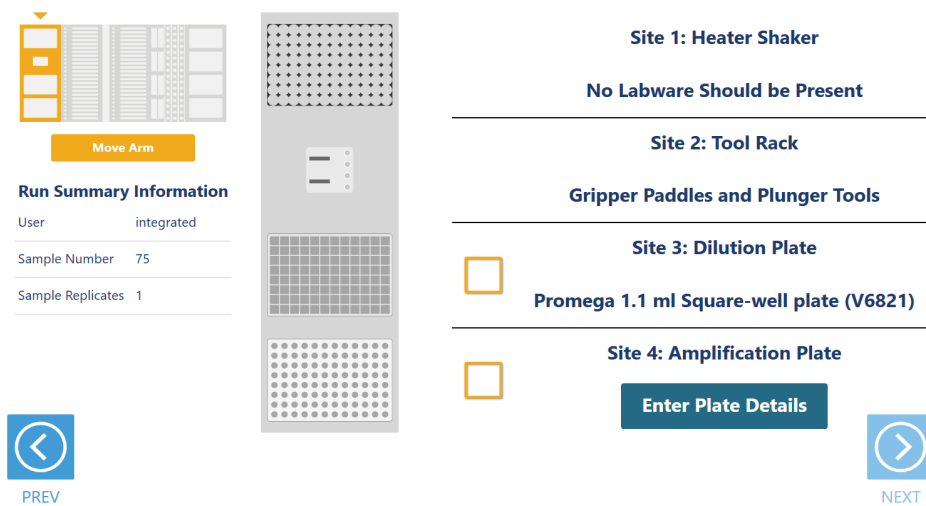 Move Arm
Run Summary Information
User integrated
Sample Number 75
Sample Replicates 1
PREV
Site 1: Heater Shaker
No Labware Should be Present
Site 2: Tool Rack
Gripper Paddles and Plunger Tools
Site 3: Dilution Plate
Promega 1.1 ml Square-well plate (V6821)
Site 4: Amplification Plate
Enter Plate Details
NEXT